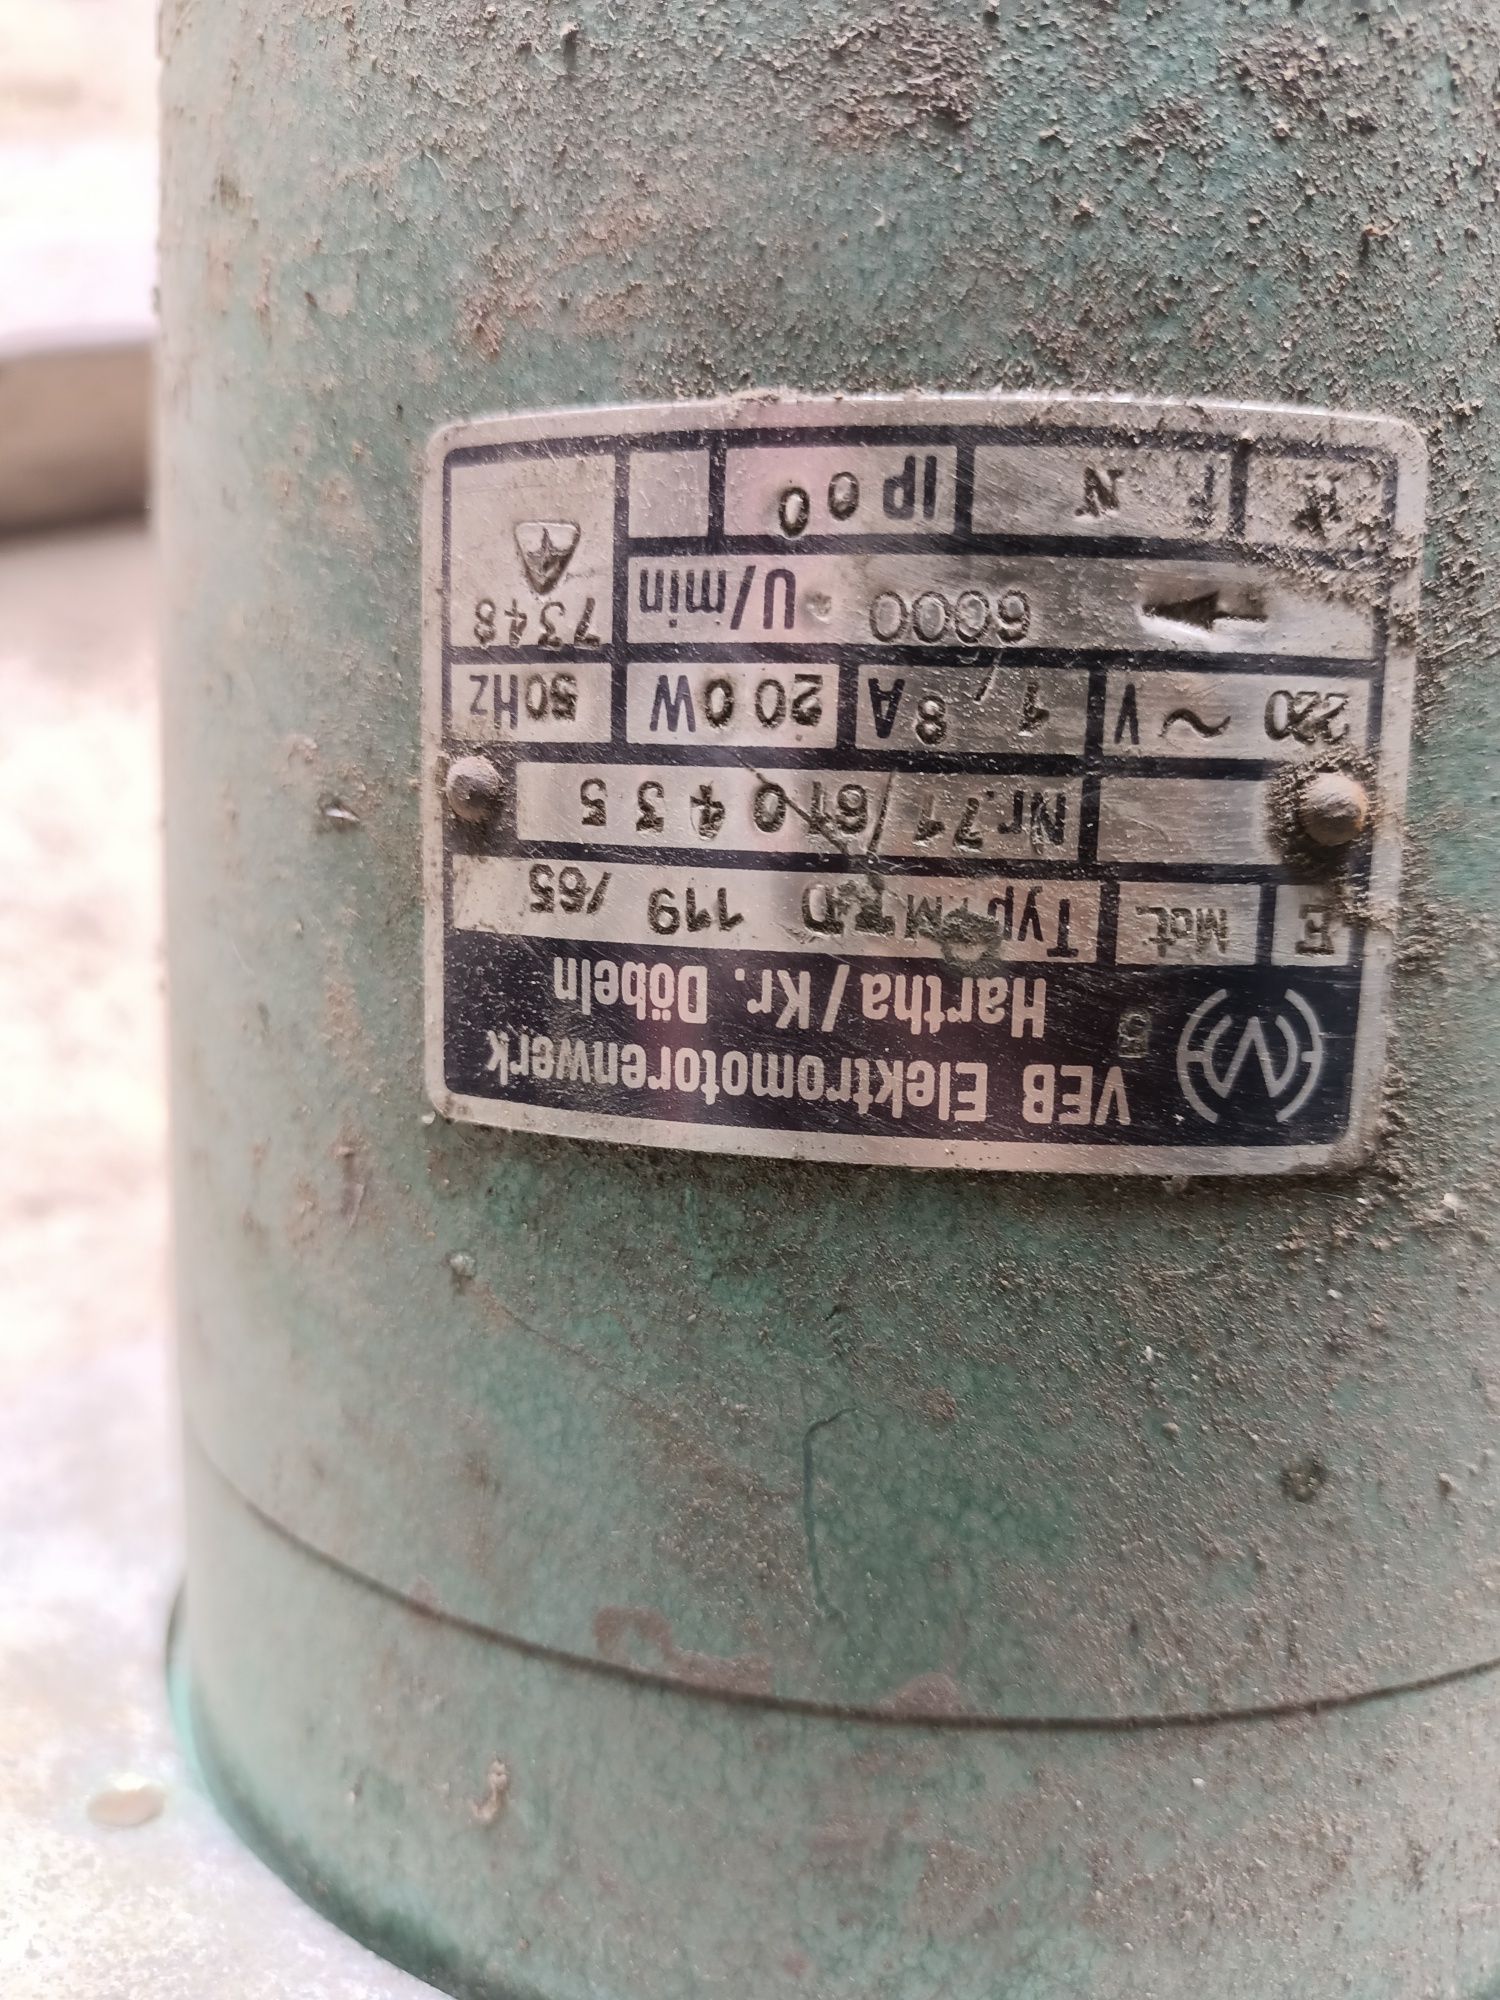 VEB Elektromotorenwerk
Hartha/Kr. Döbeln
E Mot. Typ 119 /65
Nr. 71/610435
220 ~ V 1,8A 200W 50Hz
6000 U/min 7348
IP 00